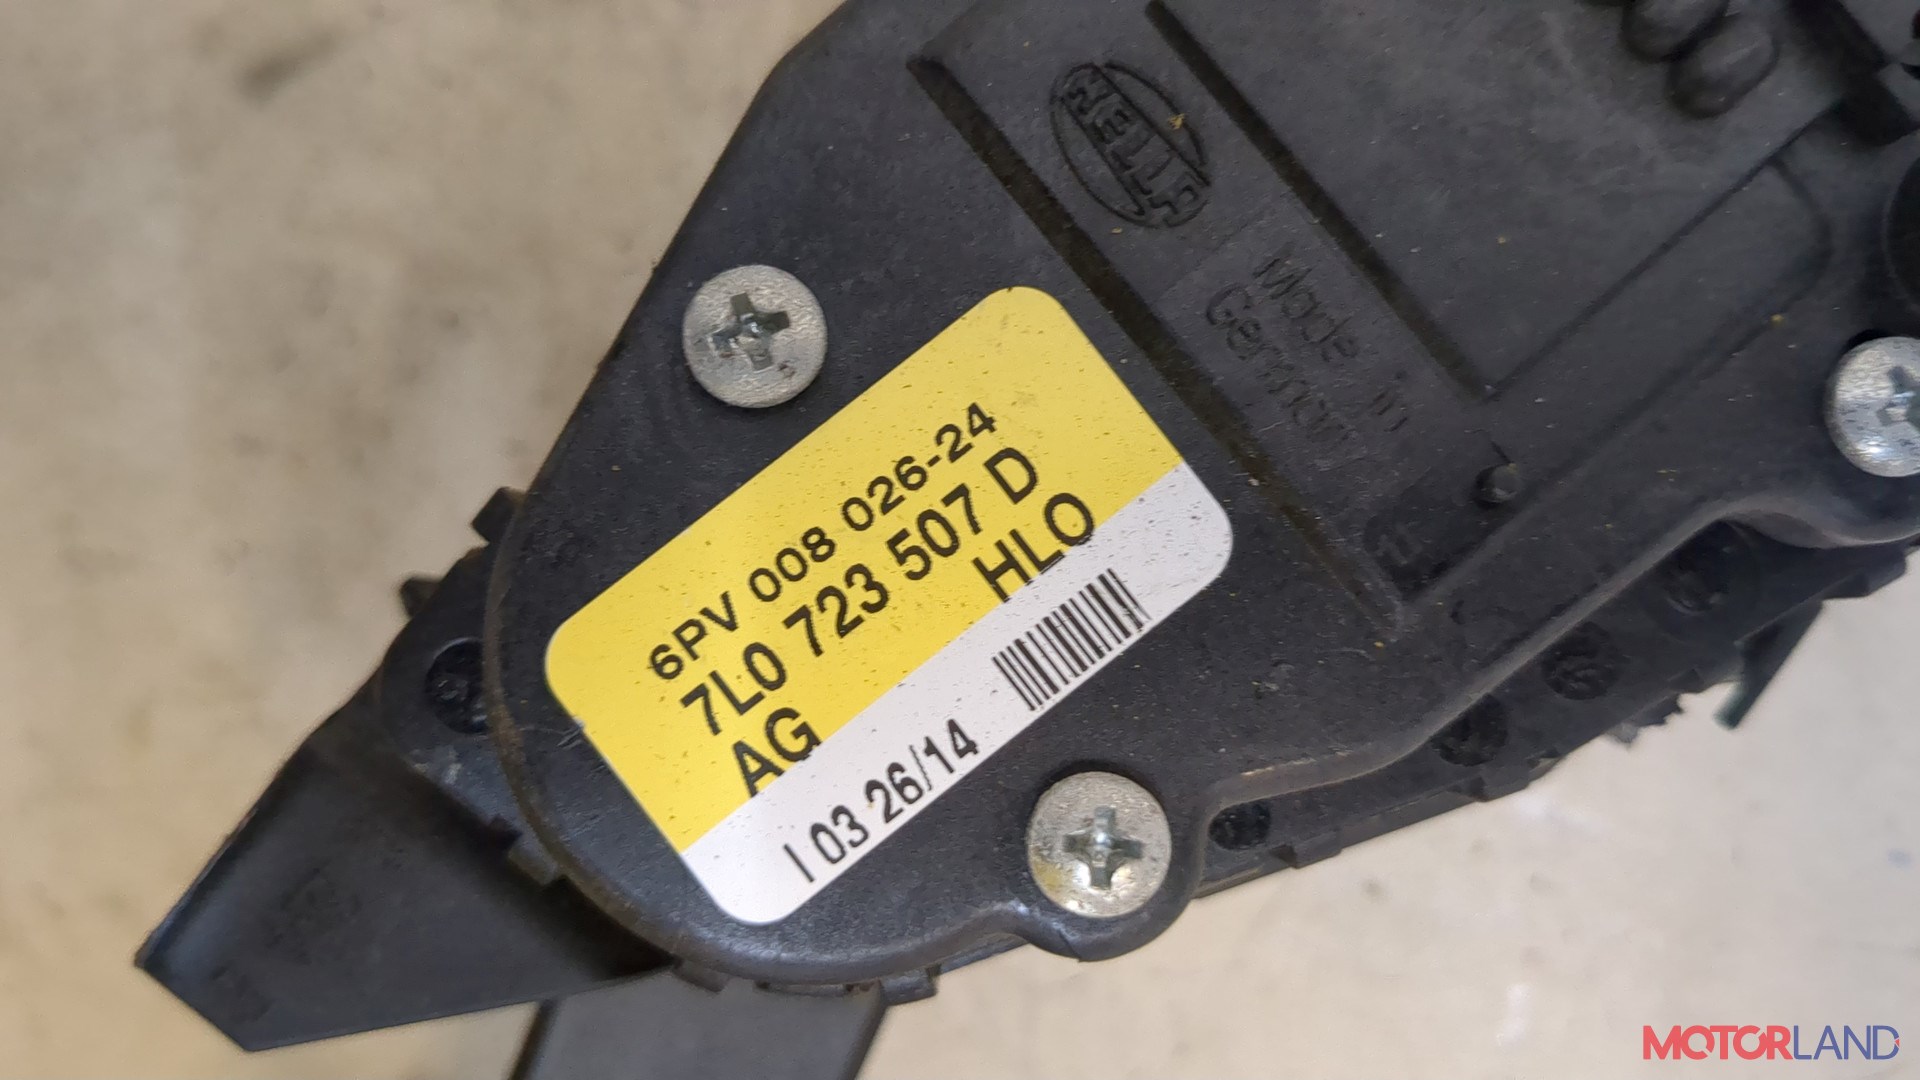 HELLA
Made in
Germany
6PV 008 026-24
7L0 723 507 D
AG HLO
I 03 26/14
MOTORLAND